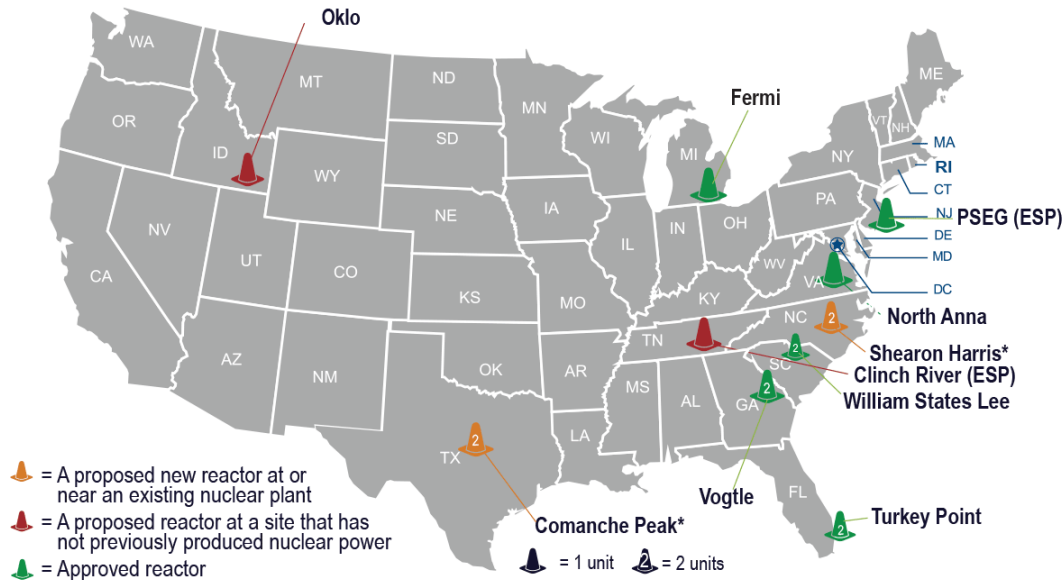 Oklo
WA
MT
ND
MN
ME
OR
ID
SD
WI
Fermi
VT
NH
MI
NY
MA
RI
CT
WY
NE
IA
PA
NJ
PSEG (ESP)
NV
UT
CO
IL
IN
OH
DE
MD
CA
KS
MO
WV
VA
DC
KY
North Anna
AZ
NM
OK
AR
TN
NC
2
Shearon Harris*
Clinch River (ESP)
2
SC
William States Lee
MS
AL
GA
2
TX
2
LA
Vogtle
FL
2
Turkey Point
Comanche Peak*
= A proposed new reactor at or
near an existing nuclear plant
= A proposed reactor at a site that has
not previously produced nuclear power
= Approved reactor
= 1 unit
2
= 2 units